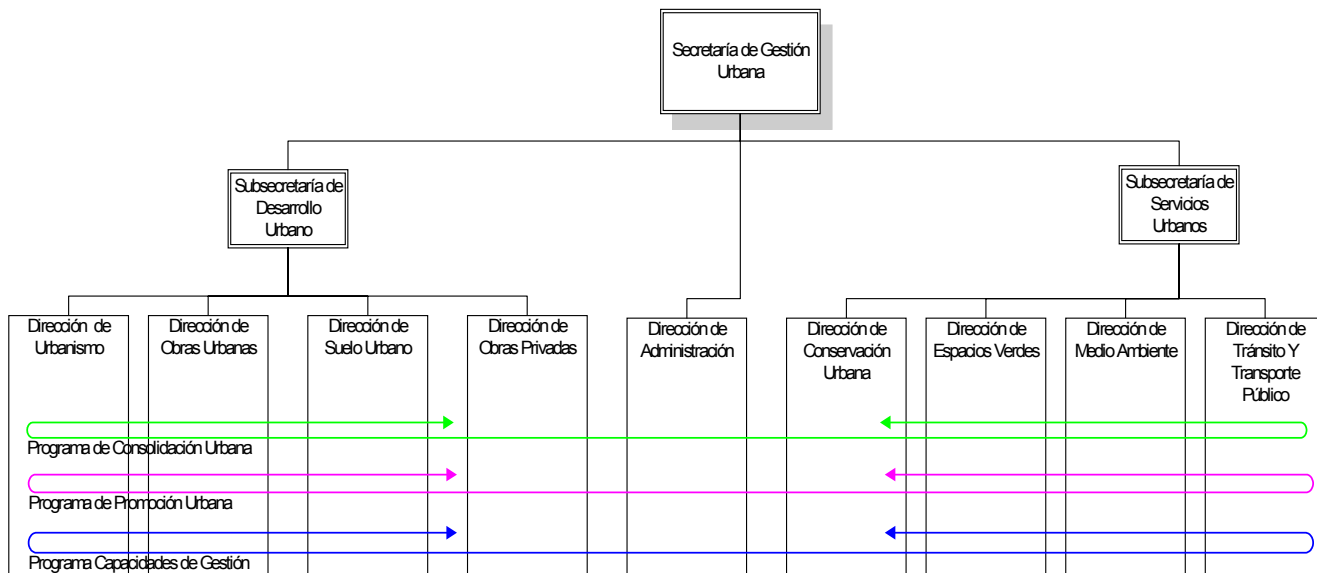 Secretaría de Gestión
Urbana
Subsecretaría de
Desarrollo
Urbano
Subsecretaría de
Servicios
Urbanos
Dirección de
Urbanismo
Dirección de
Obras Urbanas
Dirección de
Suelo Urbano
Dirección de
Obras Privadas
Dirección de
Administración
Dirección de
Conservación
Urbana
Dirección de
Espacios Verdes
Dirección de
Medio Ambiente
Dirección de
Tránsito Y
Transporte
Público
Programa de Consolidación Urbana
Programa de Promoción Urbana
Programa Capacidades de Gestión